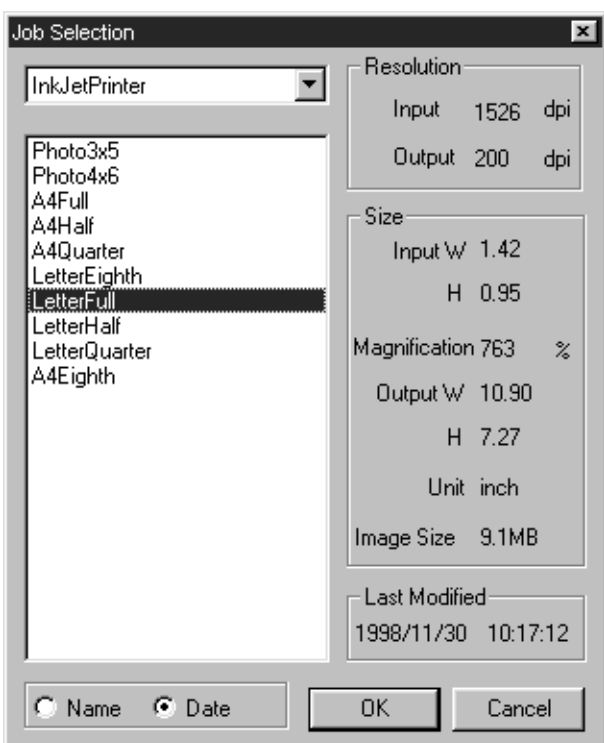 Job Selection
InkJetPrinter
Photo3x5
Photo4x6
A4Full
A4Half
A4Quarter
LetterEighth
LetterFull
LetterHalf
LetterQuarter
A4Eighth
Name Date
Resolution
Input 1526 dpi
Output 200 dpi
Size
Input W 1.42
H 0.95
Magnification 763 %
Output W 10.90
H 7.27
Unit inch
Image Size 9.1MB
Last Modified
1998/11/30 10:17:12
OK Cancel